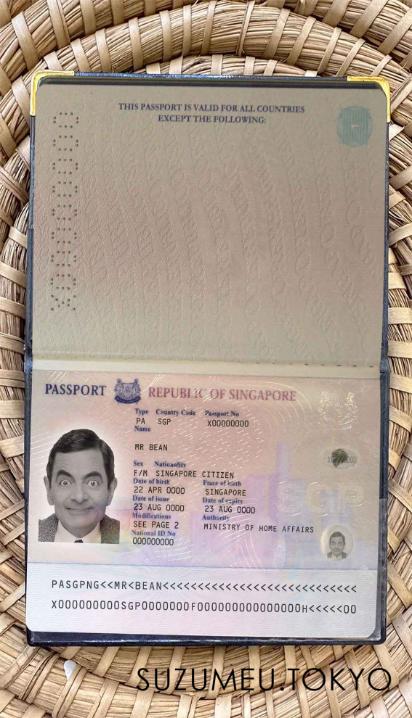 THIS PASSPORT IS VALID FOR ALL COUNTRIES
EXCEPT THE FOLLOWING:
PASSPORT REPUBLIC OF SINGAPORE
Type Country Code Passport No
PA SGP X00000000
Name
MR BEAN
Sex Nationality
F/M SINGAPORE CITIZEN
Date of birth Place of birth
22 APR 0000 SINGAPORE
Date of issue Date of expiry
23 AUG 0000 23 AUG 0000
Modifications Authority
SEE PAGE 2 MINISTRY OF HOME AFFAIRS
National ID No
000000000
PASGPNG<<MR<BEAN<<<<<<<<<<<<<<<<<<<<<<<<<<<<
SUZUMEU.TOKYO